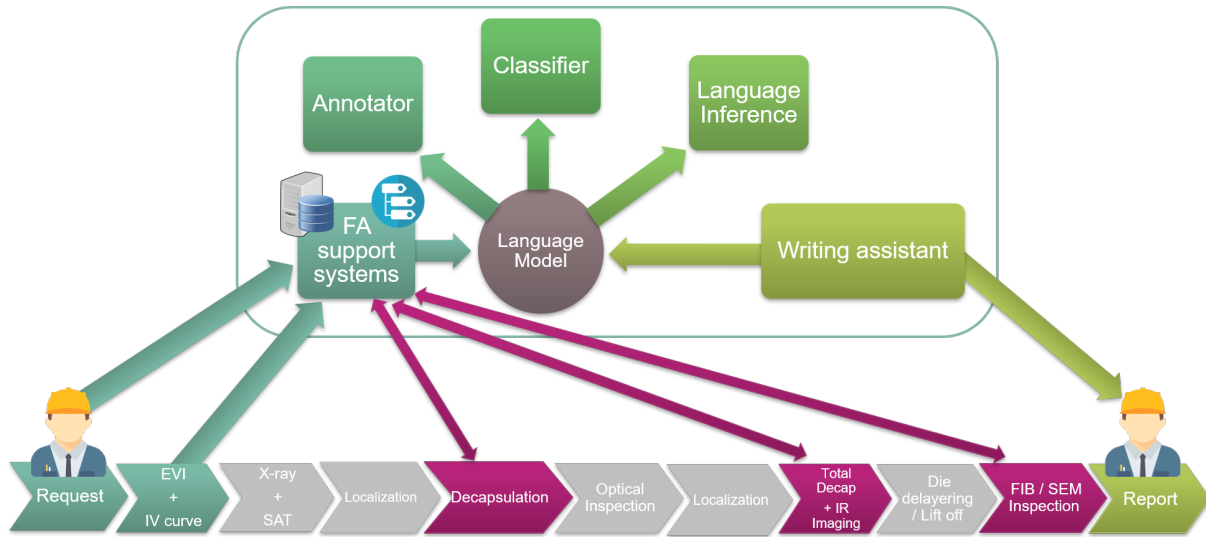 Classifier
Annotator
Language
Inference
FA
support
systems
Language
Model
Writing assistant
Request
EVI
+
IV curve
X-ray
+
SAT
Localization
Decapsulation
Optical
Inspection
Localization
Total
Decap
+ IR
Imaging
Die
delayering
/ Lift off
FIB / SEM
Inspection
Report